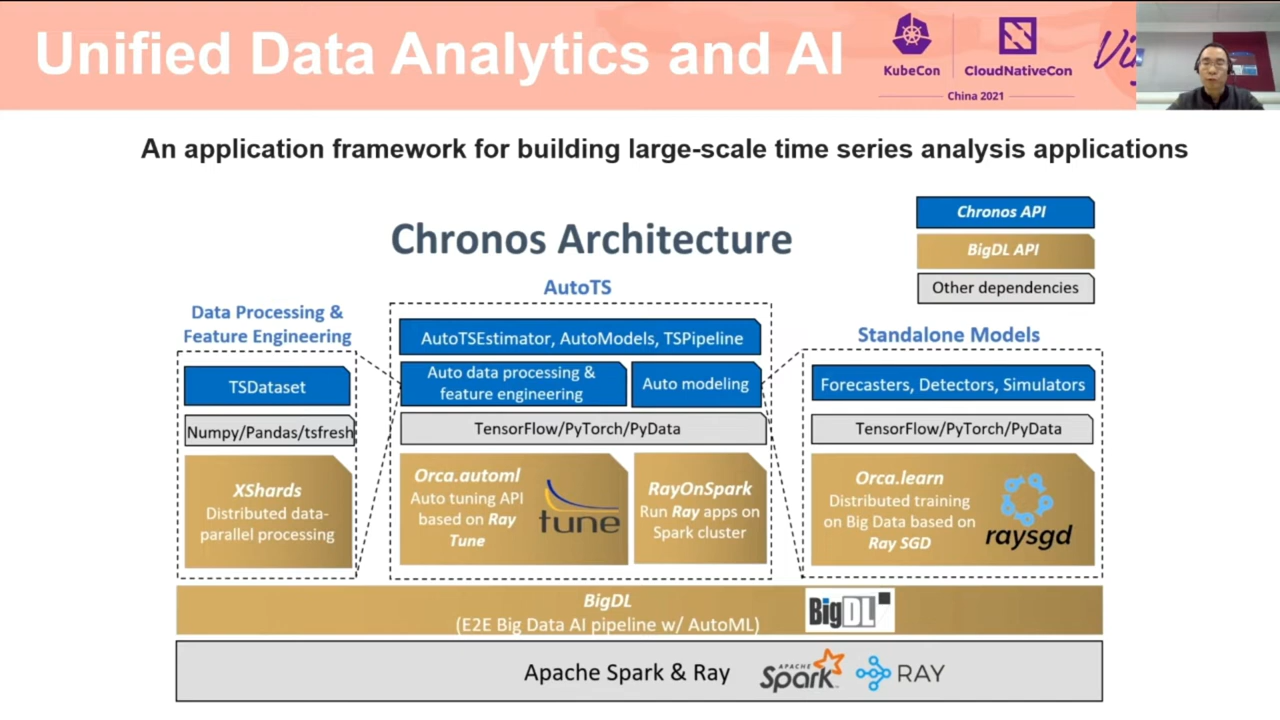 Unified Data Analytics and AI
KubeCon
CloudNativeCon
China 2021
An application framework for building large-scale time series analysis applications
Chronos Architecture
Chronos API
BigDL API
Other dependencies
Data Processing &
Feature Engineering
TSDataset
Numpy/Pandas/tsfresh
XShards
Distributed data-
parallel processing
AutoTS
AutoTSEstimator, AutoModels, TSPipeline
Auto data processing &
feature engineering
Auto modeling
TensorFlow/PyTorch/PyData
Orca.automl
Auto tuning API
based on Ray
Tune
tune
RayOnSpark
Run Ray apps on
Spark cluster
Standalone Models
Forecasters, Detectors, Simulators
TensorFlow/PyTorch/PyData
Orca.learn
Distributed training
on Big Data based on
Ray SGD
raysgd
BigDL
(E2E Big Data AI pipeline w/ AutoML)
BigDL
Apache Spark & Ray
APACHE
Spark
RAY